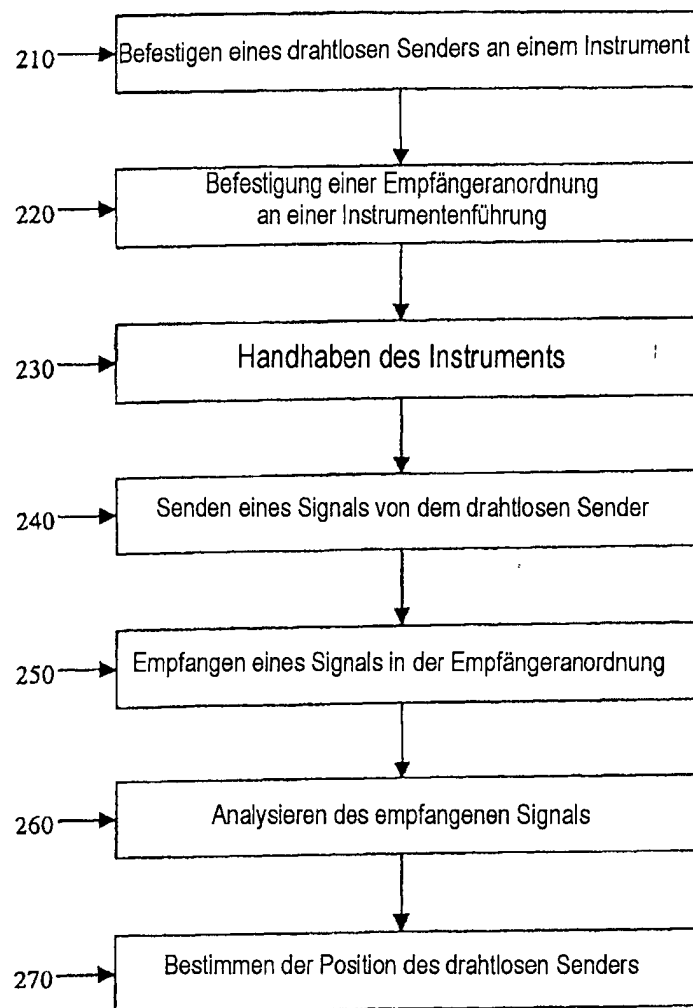 210 Befestigen eines drahtlosen Senders an einem Instrument
220 Befestigung einer Empfängeranordnung
an einer Instrumentenführung
230 Handhaben des Instruments
240 Senden eines Signals von dem drahtlosen Sender
250 Empfangen eines Signals in der Empfängeranordnung
260 Analysieren des empfangenen Signals
270 Bestimmen der Position des drahtlosen Senders